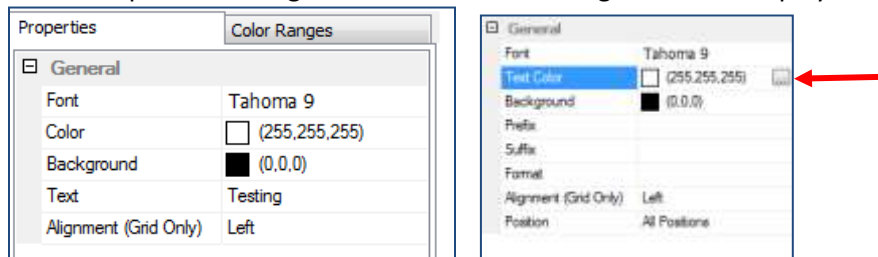 Properties Color Ranges
General
Font Tahoma 9
Color (255,255,255)
Background (0,0,0)
Text Testing
Alignment (Grid Only) Left
General
Font Tahoma 9
Text Color (255,255,255) ...
Background (0,0,0)
Prefix
Suffix
Format
Alignment (Grid Only) Left
Position All Positions